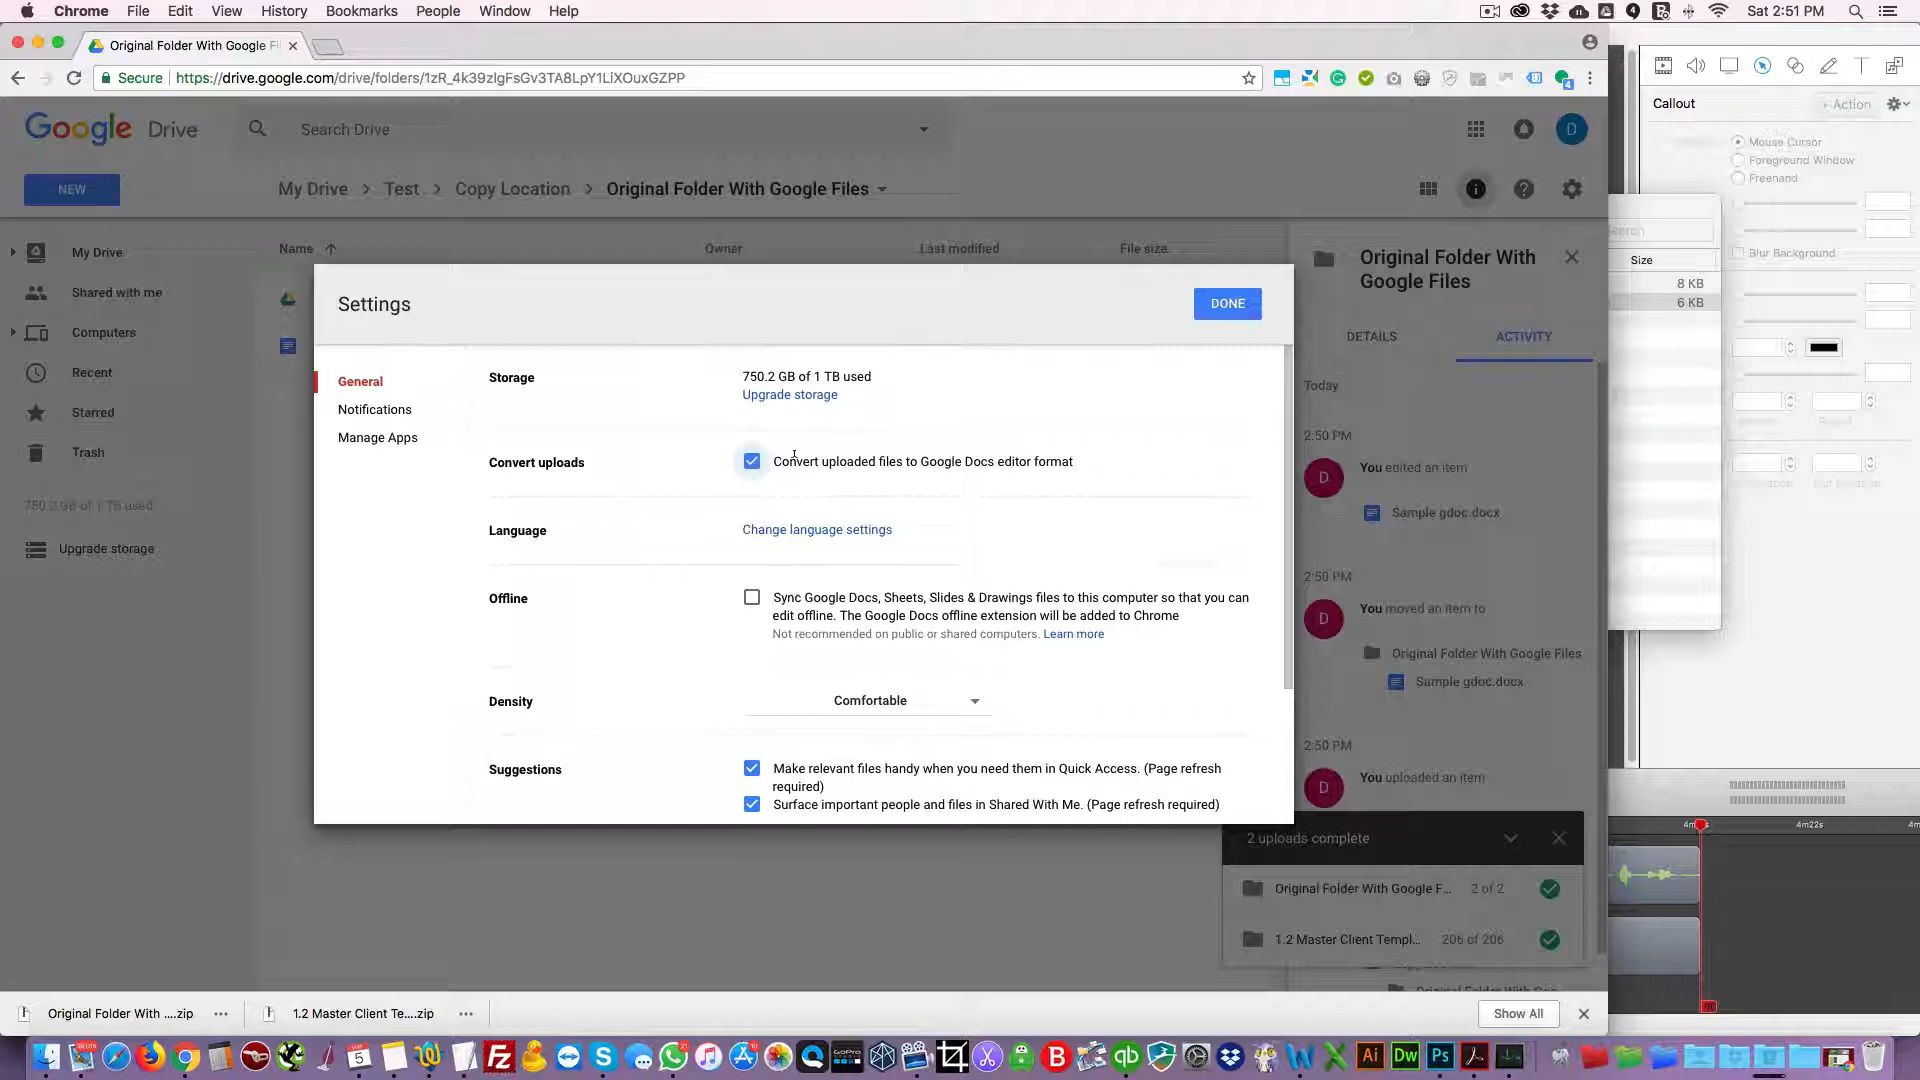 Chrome File Edit View History Bookmarks People Window Help
Sat 2:51 PM
Original Folder With Google Fi
Secure https://drive.google.com/drive/folders/1zR_4k39zlgFsGv3TA8LpY1LiXOuxGZPP
Google Drive
Search Drive
D
NEW
My Drive > Test > Copy Location > Original Folder With Google Files
Name
Owner
Last modified
File size
My Drive
Shared with me
Computers
Recent
Starred
Trash
750.2 GB of 1 TB used
Upgrade storage
Settings
DONE
General
Notifications
Manage Apps
Storage
750.2 GB of 1 TB used
Upgrade storage
Convert uploads
Convert uploaded files to Google Docs editor format
Language
Change language settings
Offline
Sync Google Docs, Sheets, Slides & Drawings files to this computer so that you can
edit offline. The Google Docs offline extension will be added to Chrome
Not recommended on public or shared computers. Learn more
Density
Comfortable
Suggestions
Make relevant files handy when you need them in Quick Access. (Page refresh
required)
Surface important people and files in Shared With Me. (Page refresh required)
Original Folder With
Google Files
DETAILS
ACTIVITY
Today
2:50 PM
D
You edited an item
Sample gdoc.docx
2:50 PM
D
You moved an item to
Original Folder With Google Files
Sample gdoc.docx
2:50 PM
D
You uploaded an item
2 uploads complete
Original Folder With Google F... 2 of 2
1.2 Master Client Templ... 206 of 206
Original Folder With ....zip
1.2 Master Client Te....zip
Show All
Callout
+ Action
Mouse Cursor
Foreground Window
Freehand
Blur Background
Size
8 KB
6 KB
4m22s